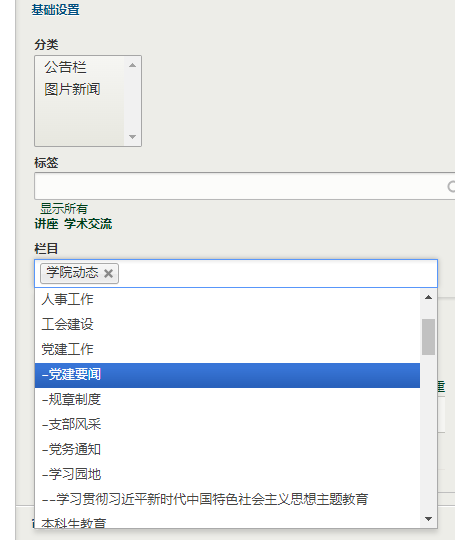 基础设置
分类
公告栏
图片新闻
标签
显示所有
讲座 学术交流
栏目
学院动态
人事工作
工会建设
党建工作
-党建要闻
重
-规章制度
-支部风采
-党务通知
-学习园地
--学习贯彻习近平新时代中国特色社会主义思想主题教育
本科生教育